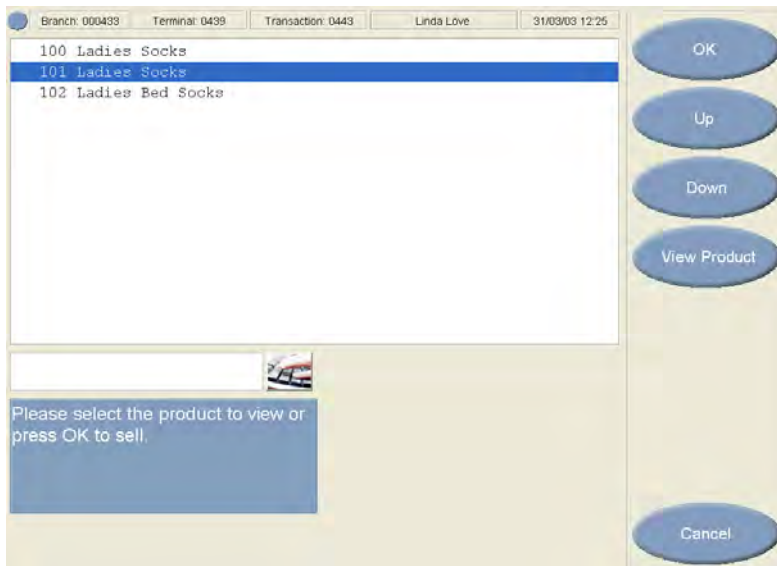 Branch: 000433 Terminal: 0439 Transaction: 0443 Linda Love 31/03/03 12:25
100 Ladies Socks
101 Ladies Socks
102 Ladies Bed Socks
OK
Up
Down
View Product
Please select the product to view or
press OK to sell.
Cancel